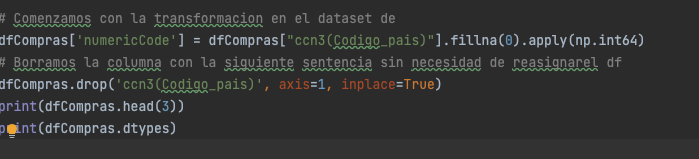 # Comenzamos con la transformacion en el dataset de
dfCompras['numericCode'] = dfCompras["ccn3(Codigo_pais)"].fillna(0).apply(np.int64)
# Borramos la columna con la siguiente sentencia sin necesidad de reasignarel df
dfCompras.drop('ccn3(Codigo_pais)', axis=1, inplace=True)
print(dfCompras.head(3))
print(dfCompras.dtypes)